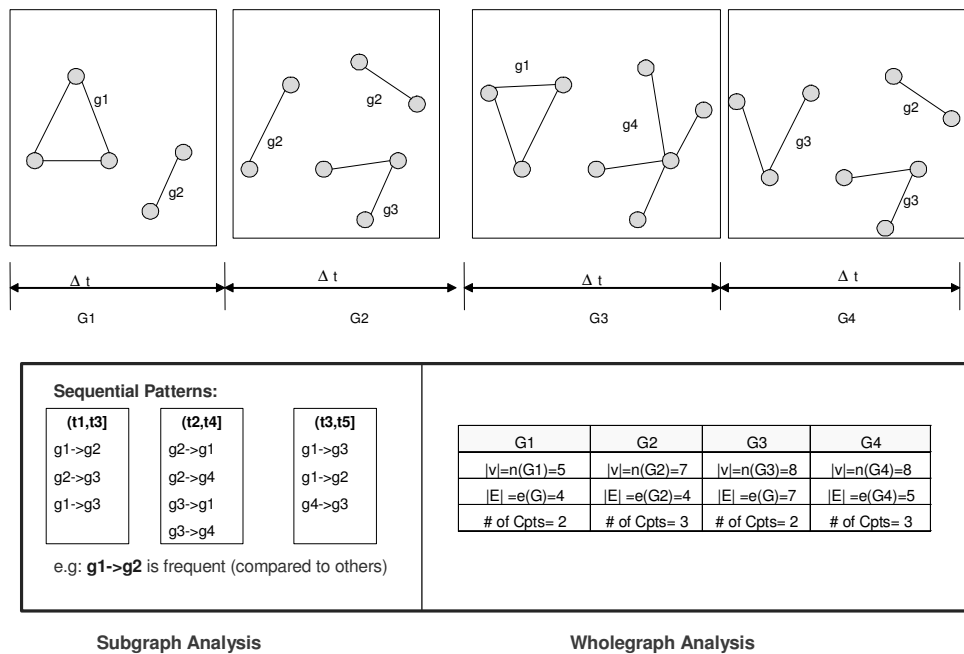 g1
g2
g2
g2
g3
g1
g4
g3
g2
g3
Δ t
Δ t
Δ t
Δ t
G1
G2
G3
G4
Sequential Patterns:
(t1,t3]
g1->g2
g2->g3
g1->g3
(t2,t4]
g2->g1
g2->g4
g3->g1
g3->g4
(t3,t5]
g1->g3
g1->g2
g4->g3
e.g: g1->g2 is frequent (compared to others)
G1 G2 G3 G4
|v|=n(G1)=5 |v|=n(G2)=7 |v|=n(G3)=8 |v|=n(G4)=8
|E| =e(G)=4 |E| =e(G2)=4 |E| =e(G)=7 |E| =e(G4)=5
# of Cpts= 2 # of Cpts= 3 # of Cpts= 2 # of Cpts= 3
Subgraph Analysis
Wholegraph Analysis